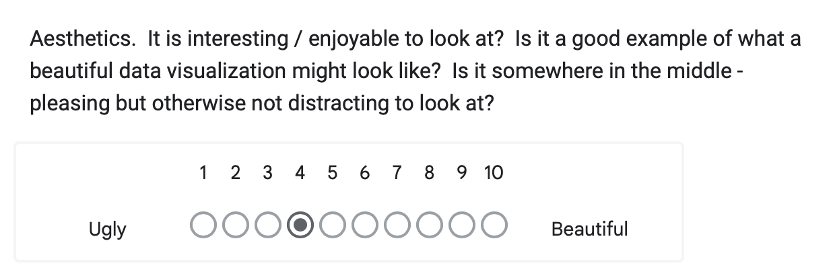 Aesthetics.  It is interesting / enjoyable to look at?  Is it a good example of what a
beautiful data visualization might look like?  Is it somewhere in the middle -
pleasing but otherwise not distracting to look at?
1 2 3 4 5 6 7 8 9 10
Ugly Beautiful